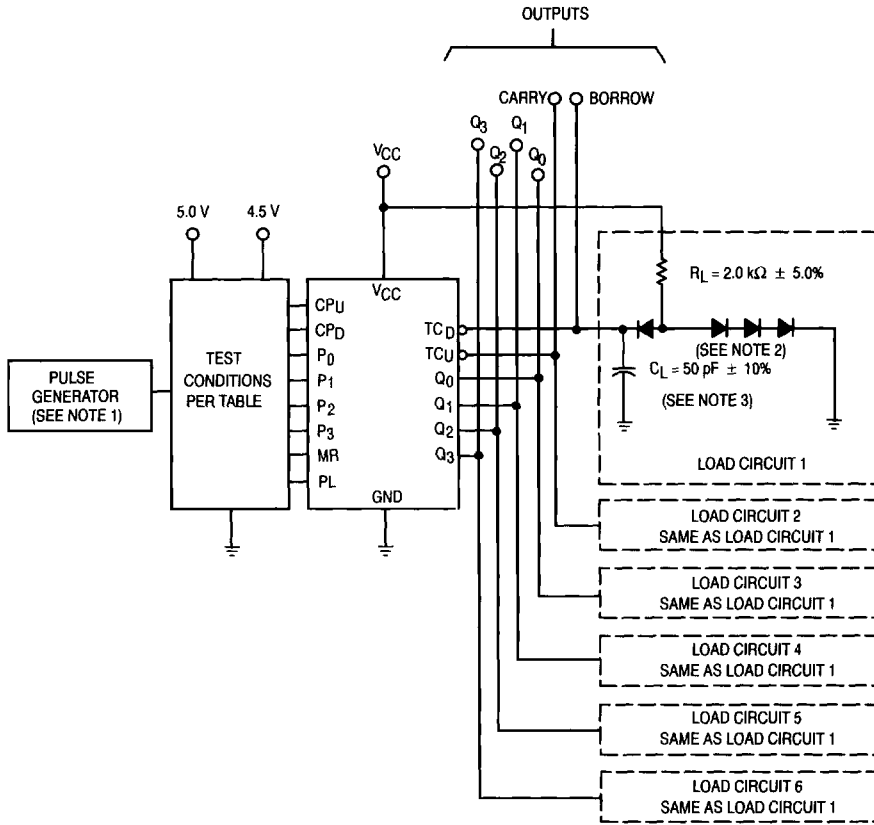 OUTPUTS
CARRY
BORROW
Q3
Q1
Q2
Q0
VCC
5.0 V
4.5 V
RL = 2.0 kΩ ± 5.0%
VCC
CPU
CPD
P0
P1
P2
P3
MR
PL
TCD
TCU
Q0
Q1
Q2
Q3
GND
TEST
CONDITIONS
PER TABLE
PULSE
GENERATOR
(SEE NOTE 1)
(SEE NOTE 2)
CL = 50 pF ± 10%
(SEE NOTE 3)
LOAD CIRCUIT 1
LOAD CIRCUIT 2
SAME AS LOAD CIRCUIT 1
LOAD CIRCUIT 3
SAME AS LOAD CIRCUIT 1
LOAD CIRCUIT 4
SAME AS LOAD CIRCUIT 1
LOAD CIRCUIT 5
SAME AS LOAD CIRCUIT 1
LOAD CIRCUIT 6
SAME AS LOAD CIRCUIT 1